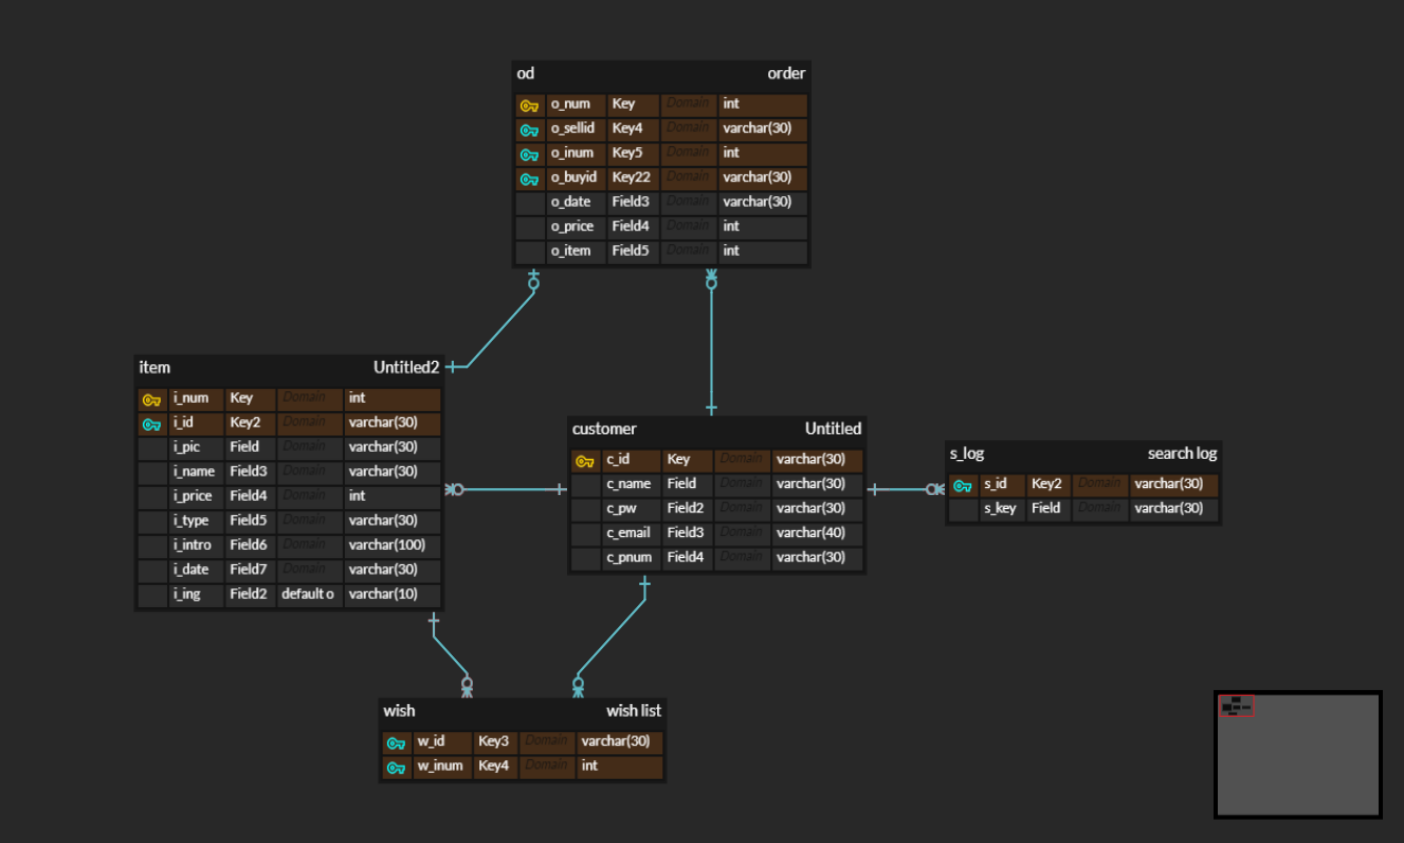 od order
o_num Key Domain int
o_sellid Key4 Domain varchar(30)
o_inum Key5 Domain int
o_buyid Key22 Domain varchar(30)
o_date Field3 Domain varchar(30)
o_price Field4 Domain int
o_item Field5 Domain int
item Untitled2
i_num Key Domain int
i_id Key2 Domain varchar(30)
i_pic Field Domain varchar(30)
i_name Field3 Domain varchar(30)
i_price Field4 Domain int
i_type Field5 Domain varchar(30)
i_intro Field6 Domain varchar(100)
i_date Field7 Domain varchar(30)
i_ing Field2 default o varchar(10)
customer Untitled
c_id Key Domain varchar(30)
c_name Field Domain varchar(30)
c_pw Field2 Domain varchar(30)
c_email Field3 Domain varchar(40)
c_pnum Field4 Domain varchar(30)
s_log search log
s_id Key2 Domain varchar(30)
s_key Field Domain varchar(30)
wish wish list
w_id Key3 Domain varchar(30)
w_inum Key4 Domain int